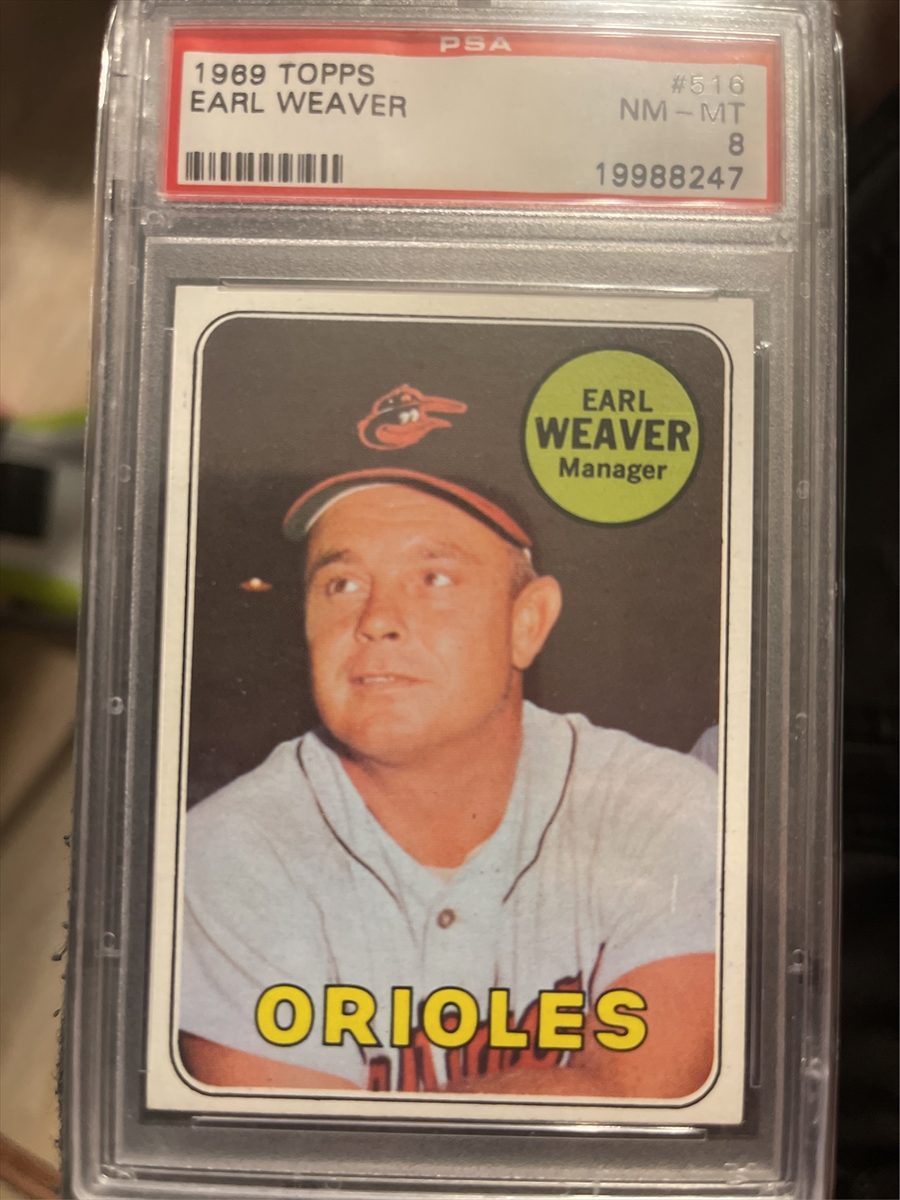 PSA
1969 TOPPS
#516
EARL WEAVER
NM - MT
8
19988247
EARL
WEAVER
Manager
ORIOLES